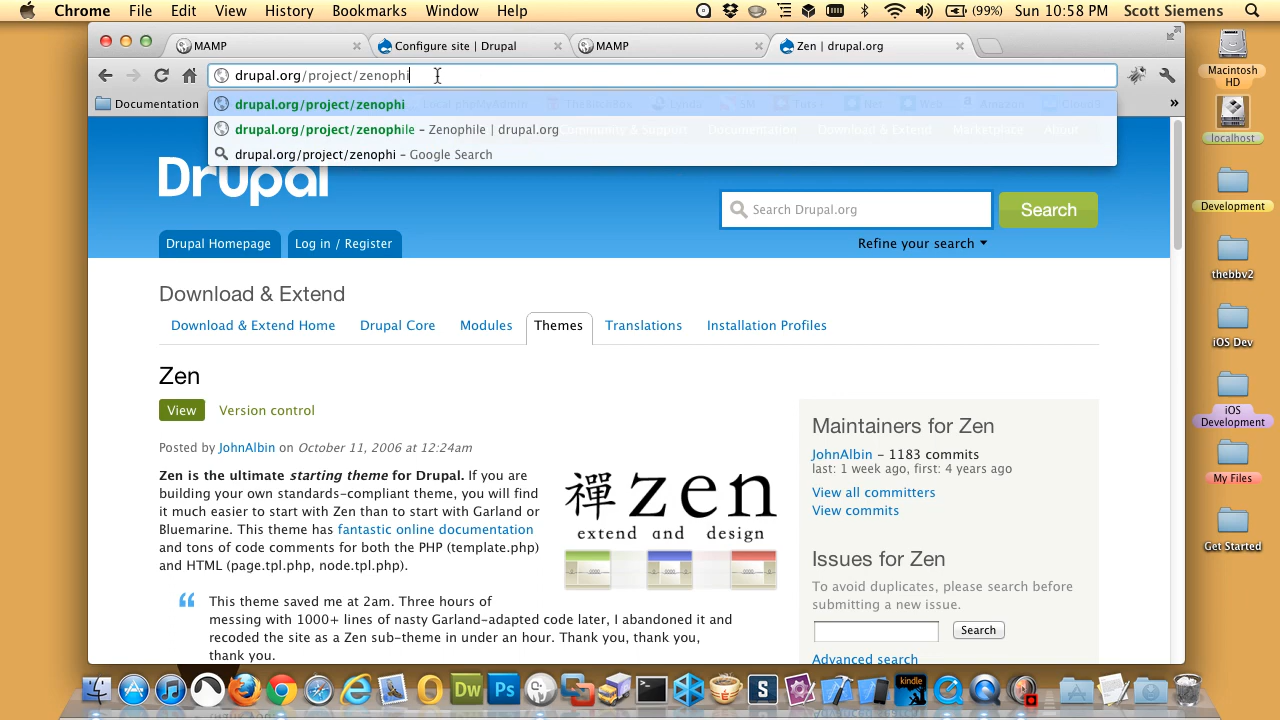 Chrome File Edit View History Bookmarks Window Help (99%) Sun 10:58 PM Scott Siemens
MAMP Configure site | Drupal MAMP Zen | drupal.org
drupal.org/project/zenophi
Documentation »
drupal.org/project/zenophi
drupal.org/project/zenophile – Zenophile | drupal.org
drupal.org/project/zenophi – Google Search
Drupal
Search Drupal.org Search
Refine your search
Drupal Homepage Log in / Register
Download & Extend
Download & Extend Home Drupal Core Modules Themes Translations Installation Profiles
Zen
View Version control
Posted by JohnAlbin on October 11, 2006 at 12:24am
Zen is the ultimate starting theme for Drupal. If you are
building your own standards-compliant theme, you will find
it much easier to start with Zen than to start with Garland or
Bluemarine. This theme has fantastic online documentation
and tons of code comments for both the PHP (template.php)
and HTML (page.tpl.php, node.tpl.php).
禪 zen
extend and design
“ This theme saved me at 2am. Three hours of
messing with 1000+ lines of nasty Garland-adapted code later, I abandoned it and
recoded the site as a Zen sub-theme in under an hour. Thank you, thank you,
thank you.
Maintainers for Zen
JohnAlbin – 1183 commits
last: 1 week ago, first: 4 years ago
View all committers
View commits
Issues for Zen
To avoid duplicates, please search before
submitting a new issue.
Search
Advanced search
Macintosh
HD
localhost
Development
thebbv2
iOS Dev
iOS
Development
My Files
Get Started
Dw Ps S
kindle